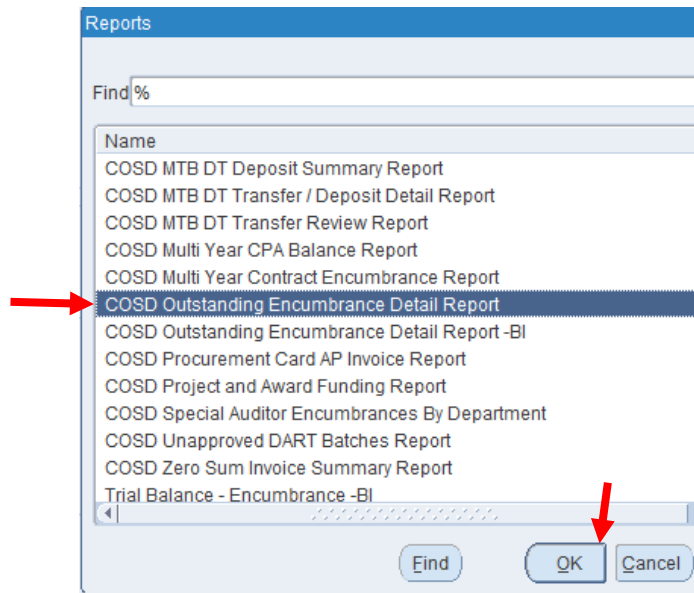 Reports
Find %
Name
COSD MTB DT Deposit Summary Report
COSD MTB DT Transfer / Deposit Detail Report
COSD MTB DT Transfer Review Report
COSD Multi Year CPA Balance Report
COSD Multi Year Contract Encumbrance Report
COSD Outstanding Encumbrance Detail Report
COSD Outstanding Encumbrance Detail Report -BI
COSD Procurement Card AP Invoice Report
COSD Project and Award Funding Report
COSD Special Auditor Encumbrances By Department
COSD Unapproved DART Batches Report
COSD Zero Sum Invoice Summary Report
Trial Balance - Encumbrance -BI
Find OK Cancel